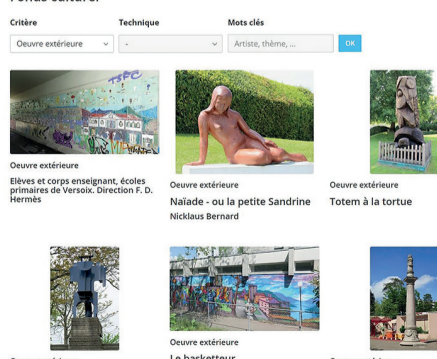 Critère Technique Mots clés
Oeuvre extérieure - Artiste, thème, ... OK
TSFC
Oeuvre extérieure
Elèves et corps enseignant, écoles
primaires de Versoix. Direction F. D.
Hermès
Oeuvre extérieure
Naïade - ou la petite Sandrine
Nicklaus Bernard
Oeuvre extérieure
Totem à la tortue
Oeuvre extérieure
Le basketteur